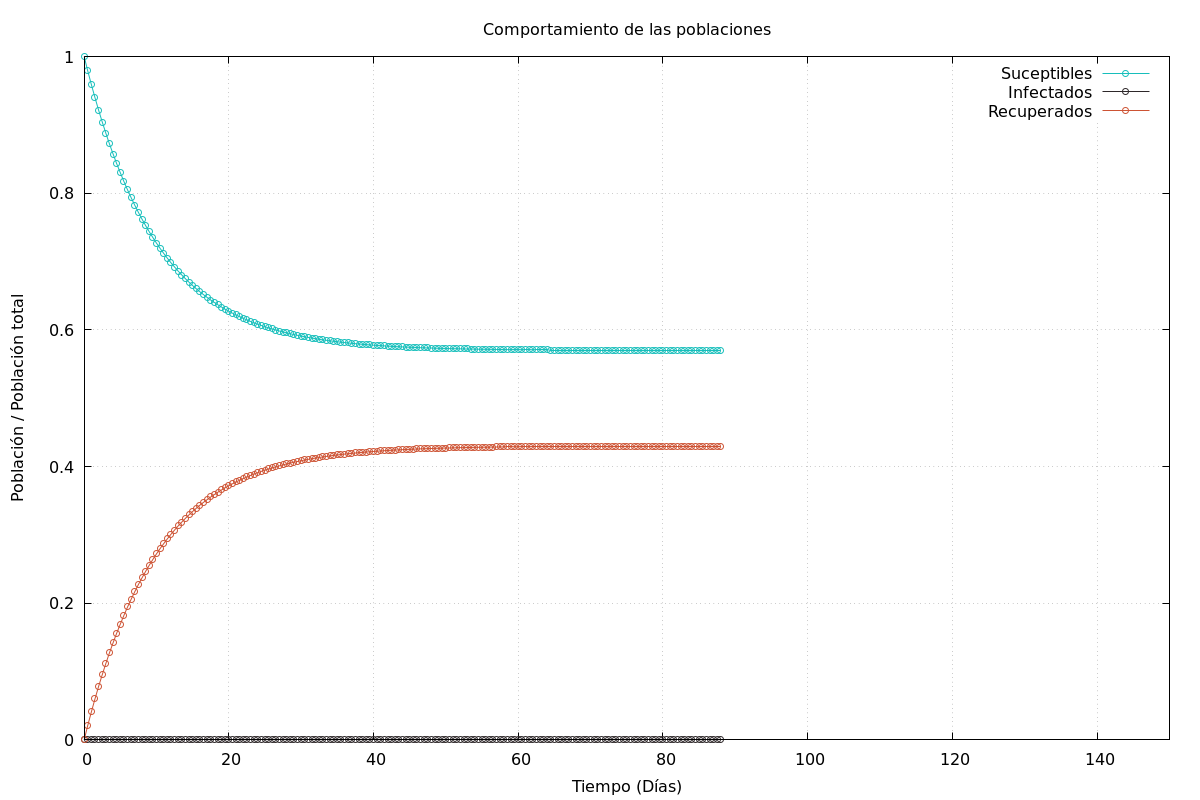 Comportamiento de las poblaciones
Suceptibles
Infectados
Recuperados
Población / Población total
1
0.8
0.6
0.4
0.2
0
0 20 40 60 80 100 120 140
Tiempo (Días)